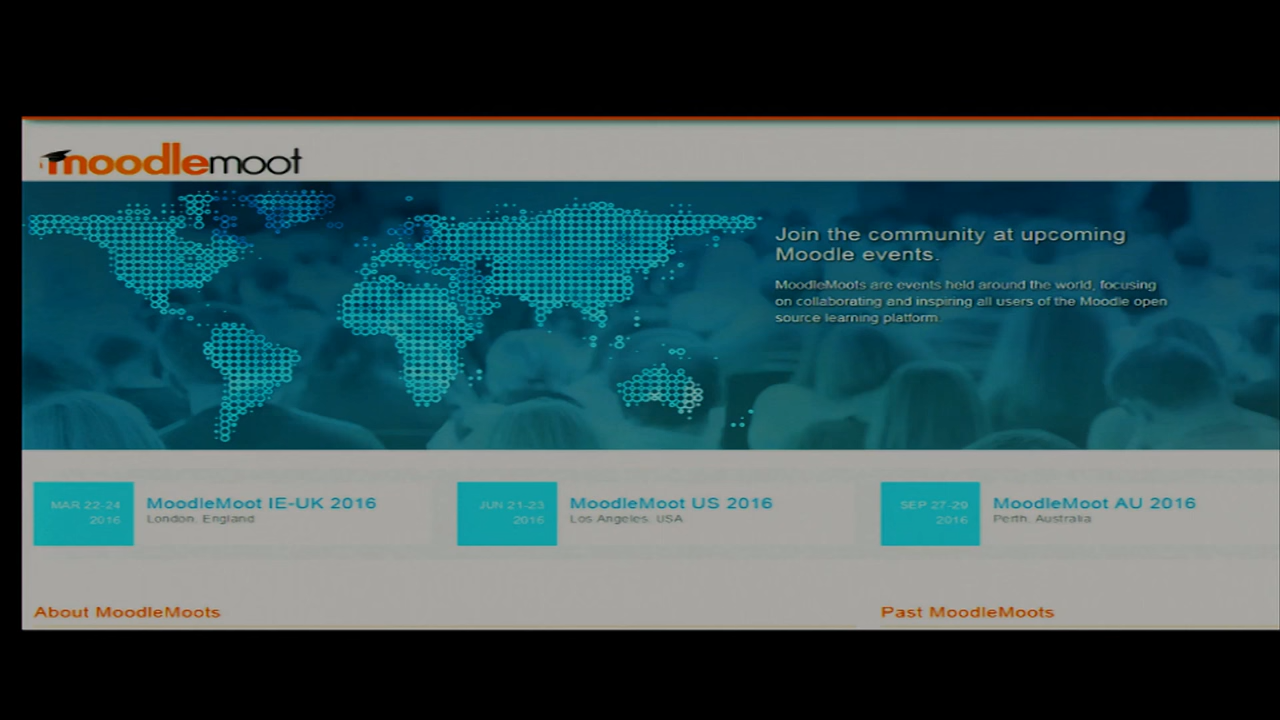 moodlemoot
Join the community at upcoming
Moodle events.
MoodleMoots are events held around the world, focusing
on collaborating and inspiring all users of the Moodle open
source learning platform.
MAR 22-24
2016
MoodleMoot IE-UK 2016
London, England
JUN 21-23
2016
MoodleMoot US 2016
Los Angeles, USA
SEP 27-29
2016
MoodleMoot AU 2016
Perth, Australia
About MoodleMoots
Past MoodleMoots